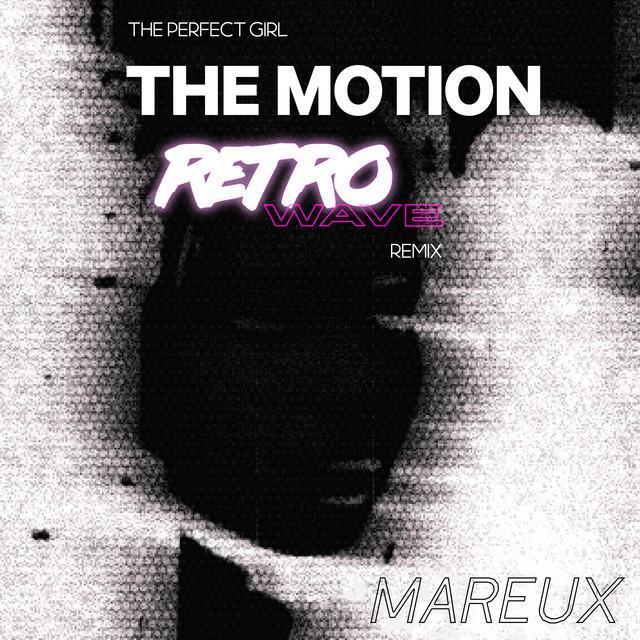 THE PERFECT GIRL
THE MOTION
RETRO
WAVE
REMIX
MAREUX